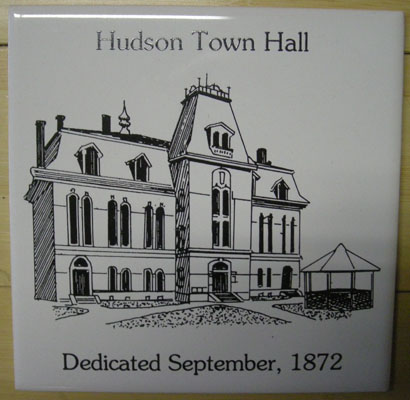 Hudson Town Hall
Dedicated September, 1872